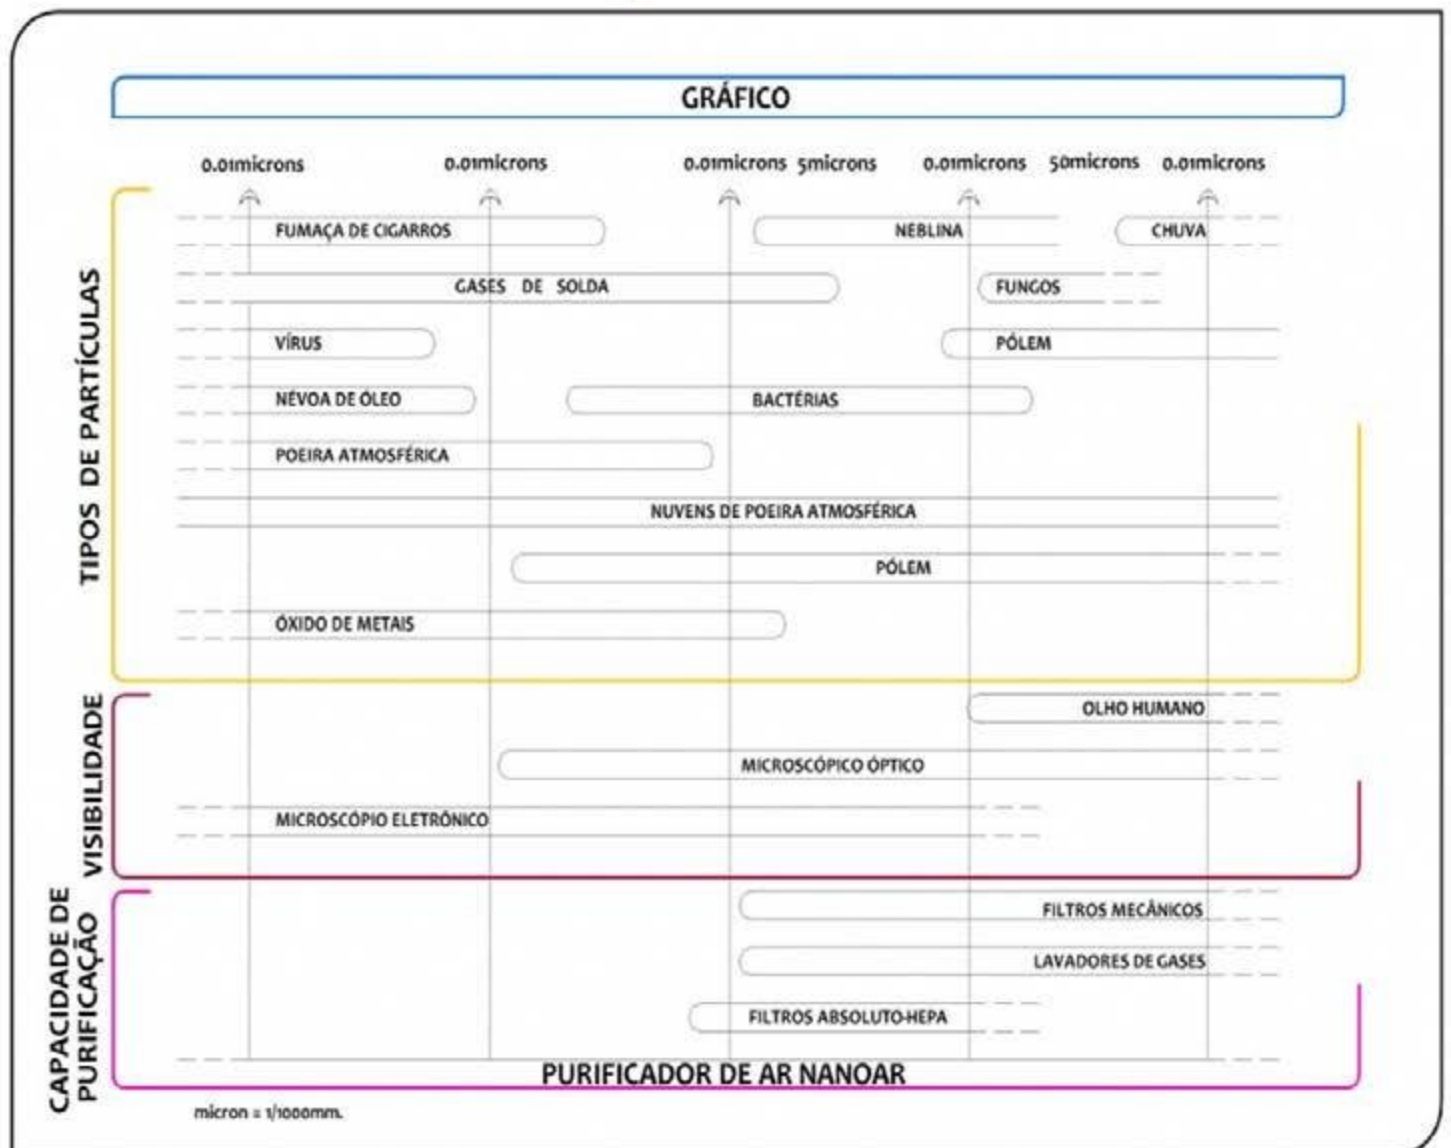 GRÁFICO
0.01microns 0.01microns 0.01microns 5microns 0.01microns 50microns 0.01microns
TIPOS DE PARTÍCULAS
FUMAÇA DE CIGARROS NEBLINA CHUVA
GASES DE SOLDA FUNGOS
VÍRUS PÓLEM
NÉVOA DE ÓLEO BACTÉRIAS
POEIRA ATMOSFÉRICA
NUVENS DE POEIRA ATMOSFÉRICA
PÓLEM
ÓXIDO DE METAIS
VISIBILIDADE
OLHO HUMANO
MICROSCÓPICO ÓPTICO
MICROSCÓPIO ELETRÔNICO
CAPACIDADE DE
PURIFICAÇÃO
FILTROS MECÂNICOS
LAVADORES DE GASES
FILTROS ABSOLUTO-HEPA
PURIFICADOR DE AR NANOAR
micron = 1/1000mm.